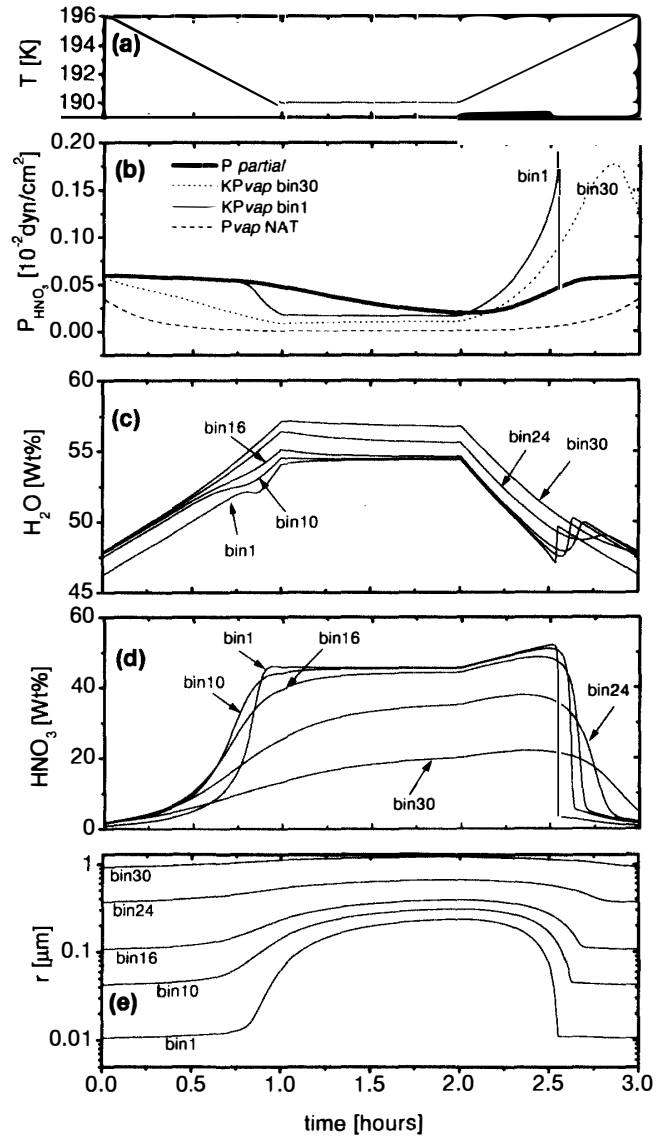 (a)
T [K]
196
194
192
190
(b)
P partial
KPvap bin30
KPvap bin1
Pvap NAT
bin1
bin30
P HNO3 [10-2dyn/cm2]
0.20
0.15
0.10
0.05
0.00
(c)
bin16
bin10
bin1
bin24
bin30
H2O [Wt%]
60
55
50
45
(d)
bin1
bin16
bin10
bin24
bin30
HNO3 [Wt%]
60
40
20
0
(e)
bin30
bin24
bin16
bin10
bin1
r [µm]
1
0.1
0.01
0.0 0.5 1.0 1.5 2.0 2.5 3.0
time [hours]